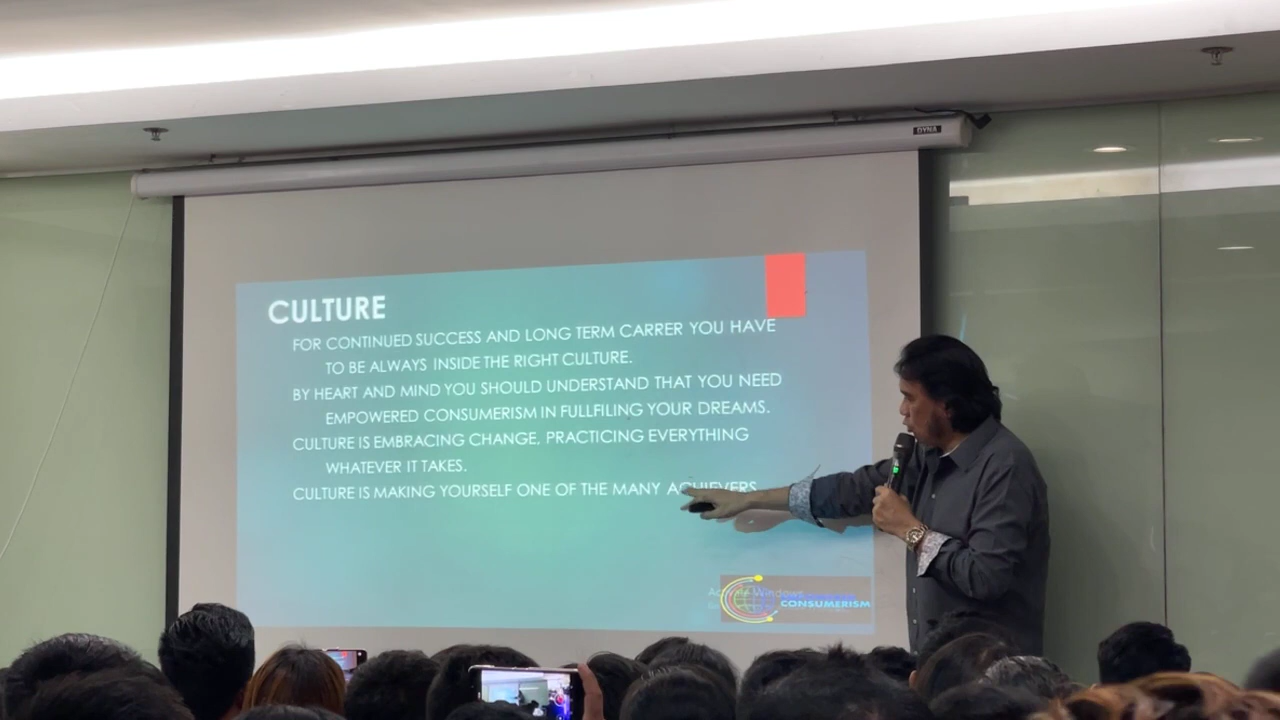 DYNA
CULTURE
FOR CONTINUED SUCCESS AND LONG TERM CARRER YOU HAVE
TO BE ALWAYS INSIDE THE RIGHT CULTURE.
BY HEART AND MIND YOU SHOULD UNDERSTAND THAT YOU NEED
EMPOWERED CONSUMERISM IN FULLFILING YOUR DREAMS.
CULTURE IS EMBRACING CHANGE, PRACTICING EVERYTHING
WHATEVER IT TAKES.
CULTURE IS MAKING YOURSELF ONE OF THE MANY ACHIEVERS
Activate Windows
CONSUMERISM